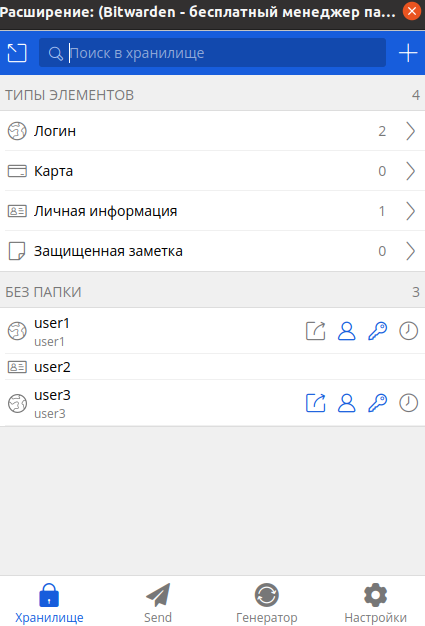 Расширение: (Bitwarden - бесплатный менеджер па...
Поиск в хранилище
ТИПЫ ЭЛЕМЕНТОВ 4
Логин 2
Карта 0
Личная информация 1
Защищенная заметка 0
БЕЗ ПАПКИ 3
user1
user1
user2
user3
user3
Хранилище Send Генератор Настройки